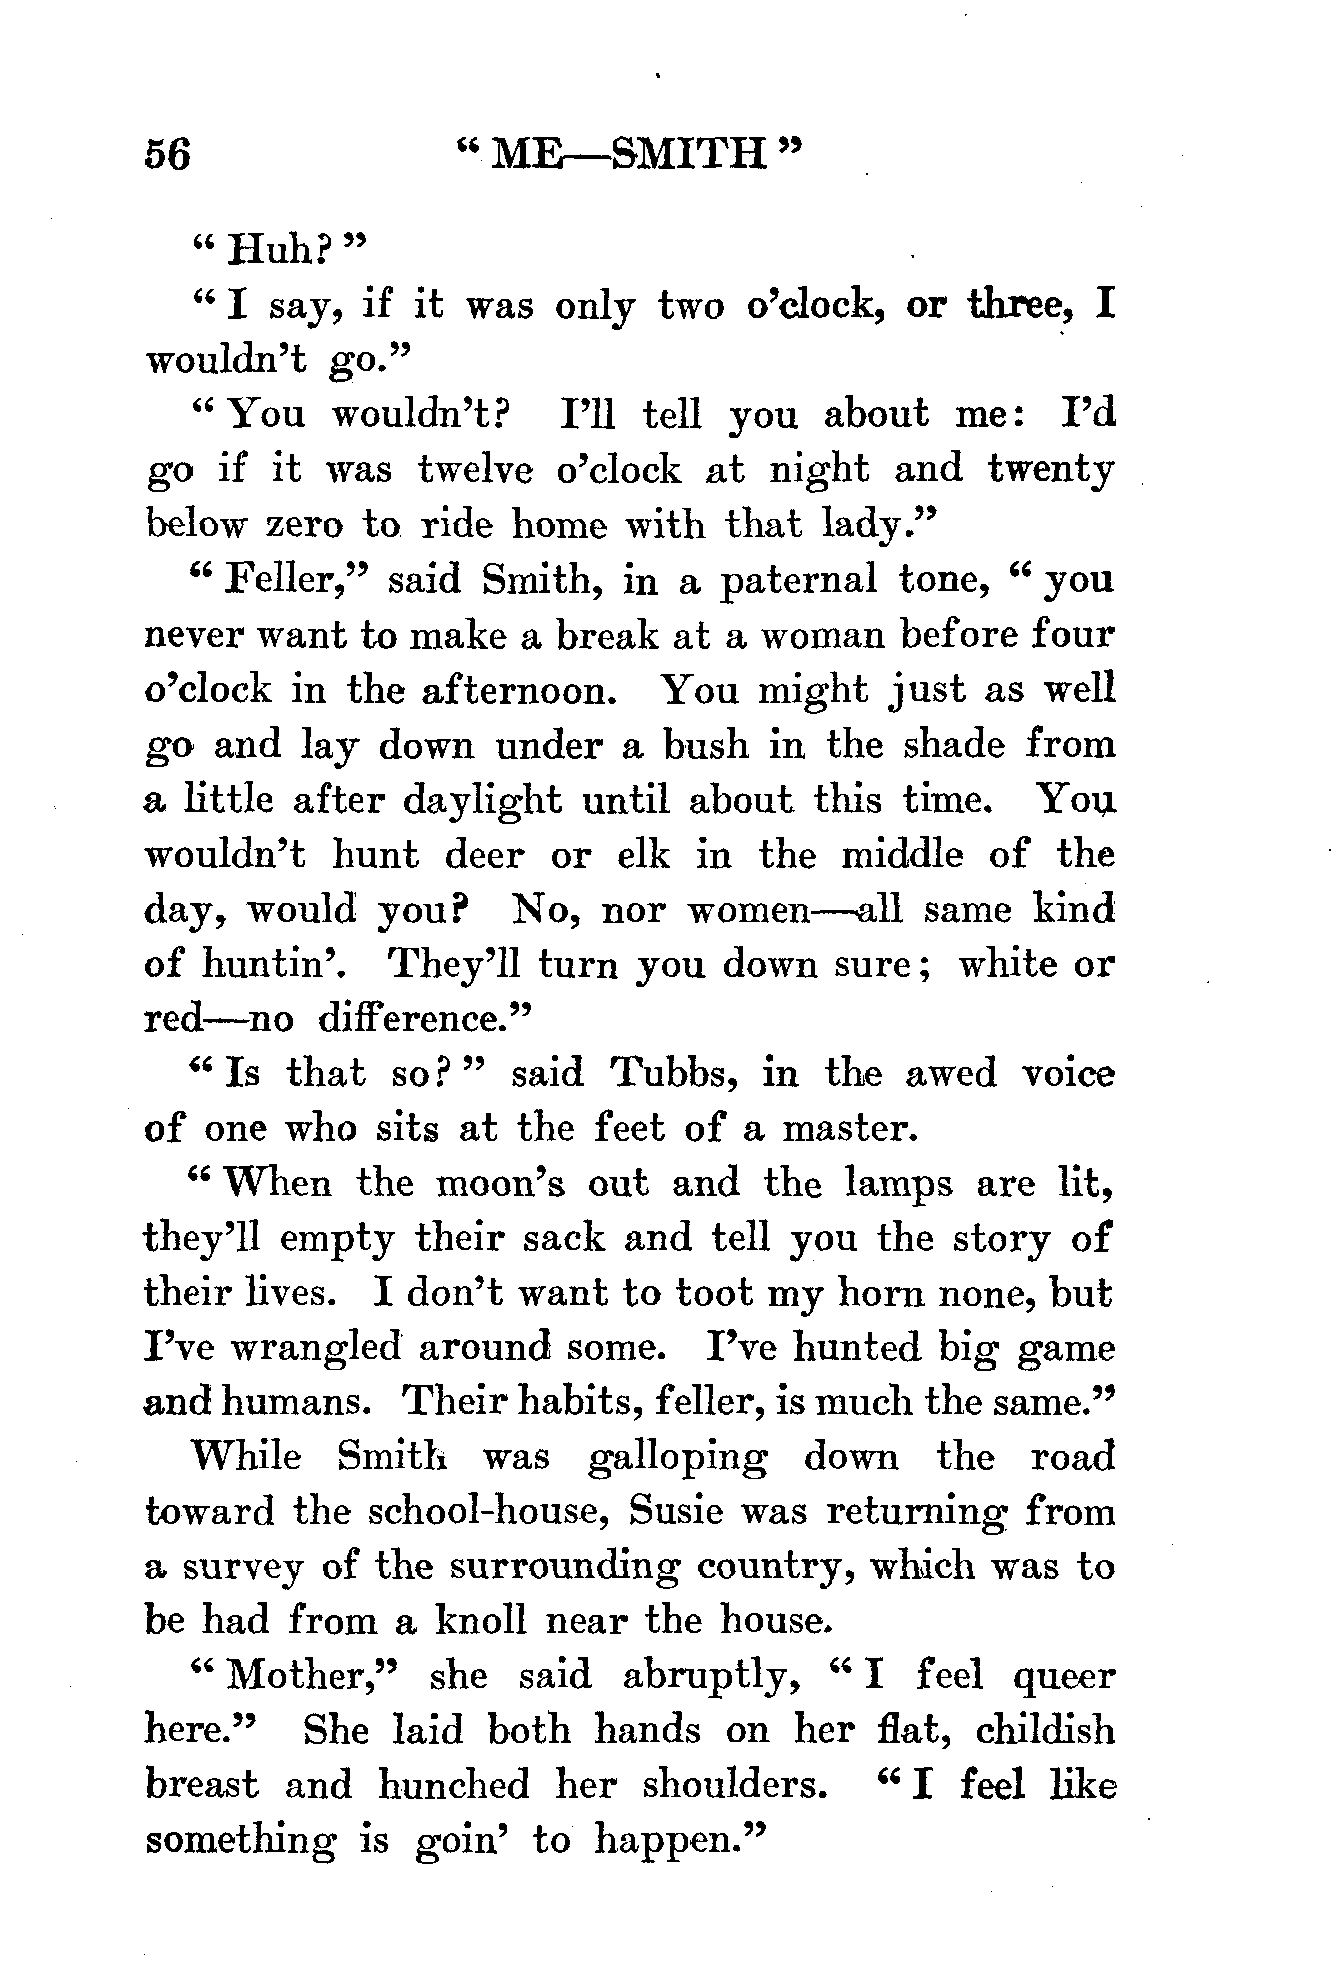 56 “ ME—SMITH ”
“ Huh? ”
“ I say, if it was only two o’clock, or three, I
wouldn’t go.”
“ You wouldn’t? I’ll tell you about me: I’d
go if it was twelve o’clock at night and twenty
below zero to ride home with that lady.”
“ Feller,” said Smith, in a paternal tone, “ you
never want to make a break at a woman before four
o’clock in the afternoon. You might just as well
go and lay down under a bush in the shade from
a little after daylight until about this time. You
wouldn’t hunt deer or elk in the middle of the
day, would you? No, nor women—all same kind
of huntin’. They’ll turn you down sure; white or
red—no difference.”
“ Is that so? ” said Tubbs, in the awed voice
of one who sits at the feet of a master.
“ When the moon’s out and the lamps are lit,
they’ll empty their sack and tell you the story of
their lives. I don’t want to toot my horn none, but
I’ve wrangled around some. I’ve hunted big game
and humans. Their habits, feller, is much the same.”
While Smith was galloping down the road
toward the school-house, Susie was returning from
a survey of the surrounding country, which was to
be had from a knoll near the house.
“ Mother,” she said abruptly, “ I feel queer
here.” She laid both hands on her flat, childish
breast and hunched her shoulders. “ I feel like
something is goin’ to happen.”